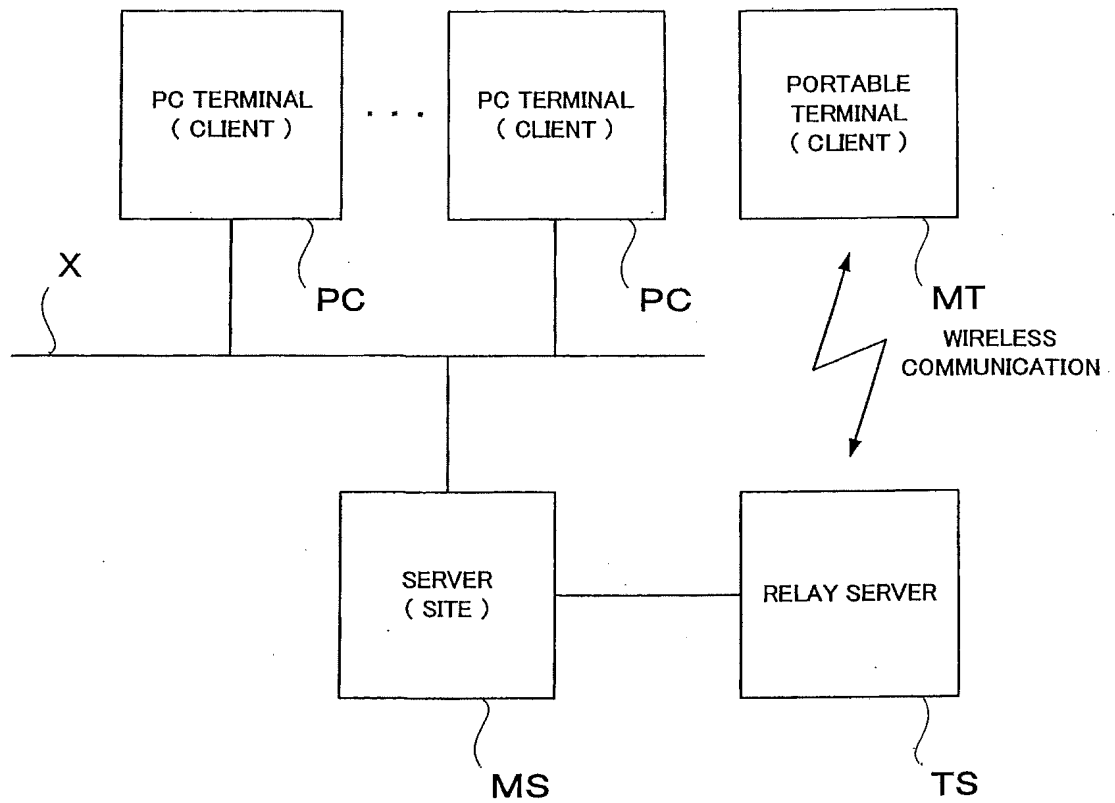 PC TERMINAL
( CLIENT )
. . .
PC TERMINAL
( CLIENT )
PORTABLE
TERMINAL
( CLIENT )
X
PC
PC
MT
WIRELESS
COMMUNICATION
SERVER
( SITE )
RELAY SERVER
MS
TS